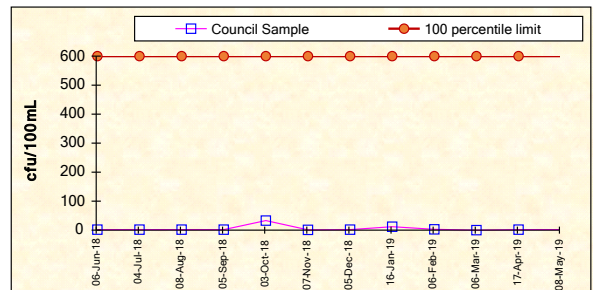 Council Sample 100 percentile limit
cfu/100mL
600
500
400
300
200
100
0
06-Jun-18
04-Jul-18
08-Aug-18
05-Sep-18
03-Oct-18
07-Nov-18
05-Dec-18
16-Jan-19
06-Feb-19
06-Mar-19
17-Apr-19
08-May-19